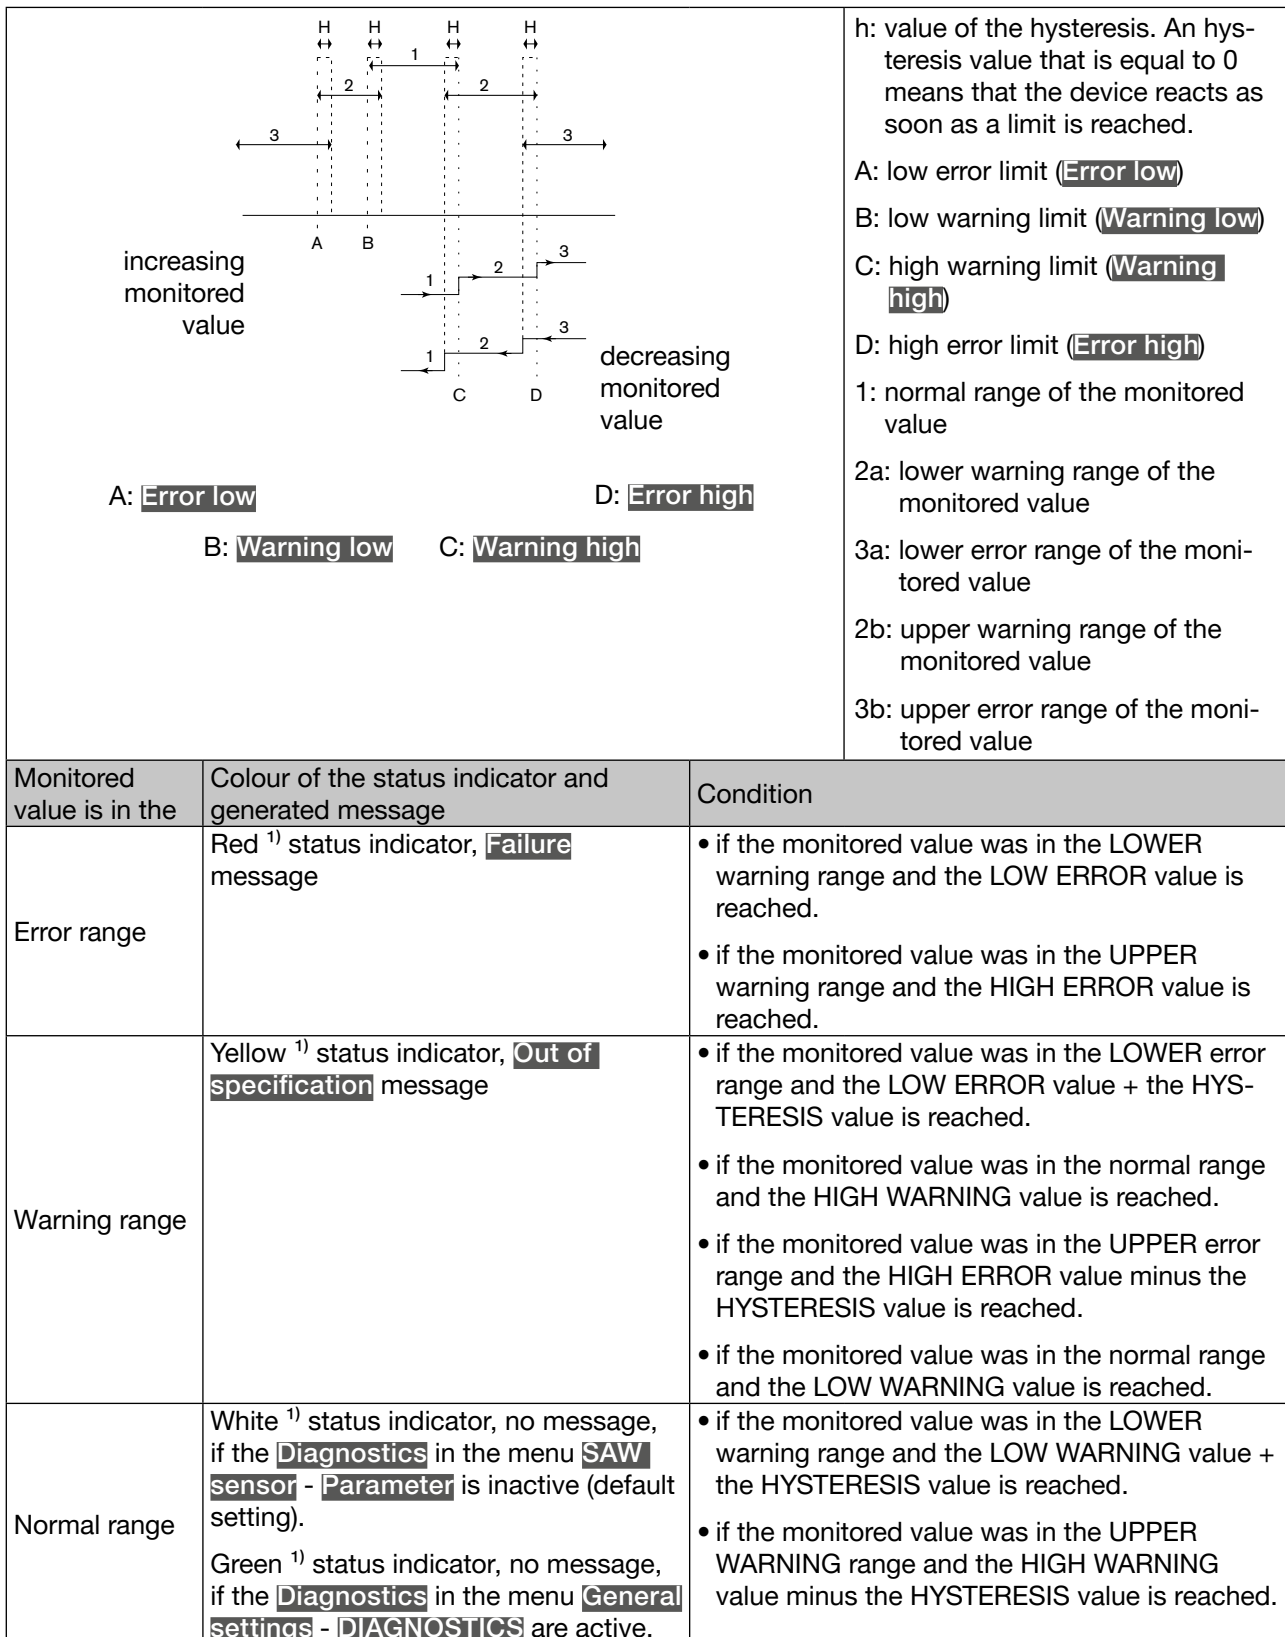 H H H H
1
2 2
3 3
A B
increasing
monitored
value
1 2 3
1 2 3
decreasing
monitored
value
C D
A: Error low
D: Error high
B: Warning low
C: Warning high
h: value of the hysteresis. An hys-
teresis value that is equal to 0
means that the device reacts as
soon as a limit is reached.
A: low error limit (Error low)
B: low warning limit (Warning low)
C: high warning limit (Warning
high)
D: high error limit (Error high)
1: normal range of the monitored
value
2a: lower warning range of the
monitored value
3a: lower error range of the moni-
tored value
2b: upper warning range of the
monitored value
3b: upper error range of the moni-
tored value
Monitored
value is in the
Colour of the status indicator and
generated message
Condition
Error range
Red 1) status indicator, Failure
message
• if the monitored value was in the LOWER
warning range and the LOW ERROR value is
reached.
• if the monitored value was in the UPPER
warning range and the HIGH ERROR value is
reached.
Warning range
Yellow 1) status indicator, Out of
specification message
• if the monitored value was in the LOWER error
range and the LOW ERROR value + the HYS-
TERESIS value is reached.
• if the monitored value was in the normal range
and the HIGH WARNING value is reached.
• if the monitored value was in the UPPER error
range and the HIGH ERROR value minus the
HYSTERESIS value is reached.
• if the monitored value was in the normal range
and the LOW WARNING value is reached.
Normal range
White 1) status indicator, no message,
if the Diagnostics in the menu SAW
sensor - Parameter is inactive (default
setting).
Green 1) status indicator, no message,
if the Diagnostics in the menu General
settings - DIAGNOSTICS are active.
• if the monitored value was in the LOWER
warning range and the LOW WARNING value +
the HYSTERESIS value is reached.
• if the monitored value was in the UPPER
WARNING range and the HIGH WARNING
value minus the HYSTERESIS value is reached.